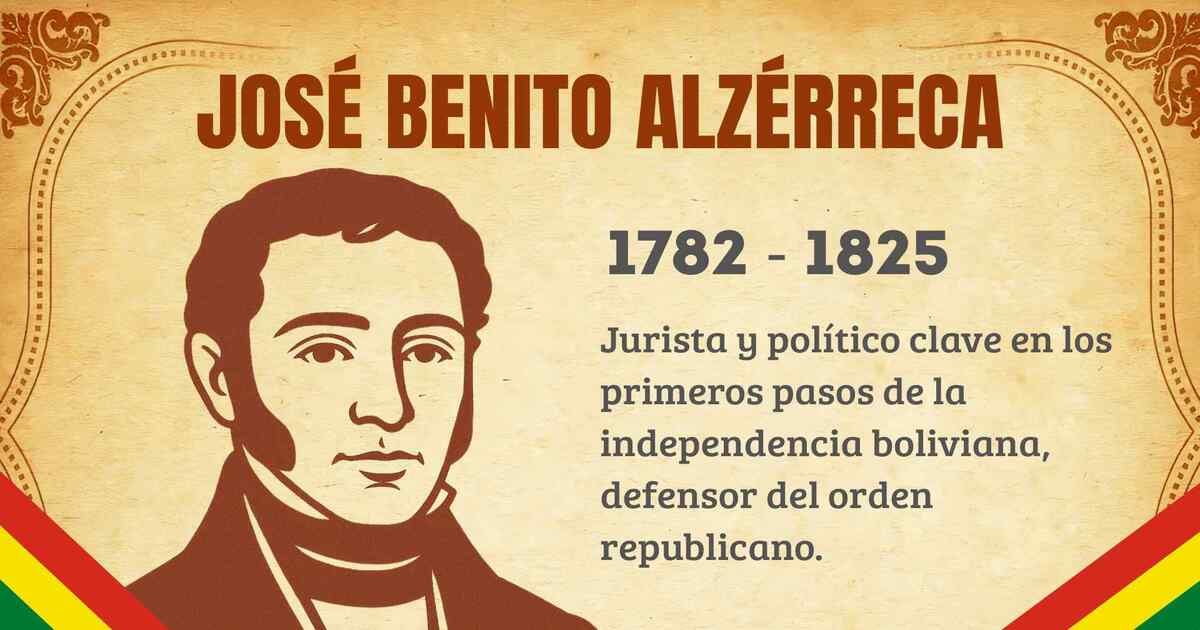 JOSÉ BENITO ALZÉRRECA
1782 - 1825
Jurista y político clave en los
primeros pasos de la
independencia boliviana,
defensor del orden
republicano.